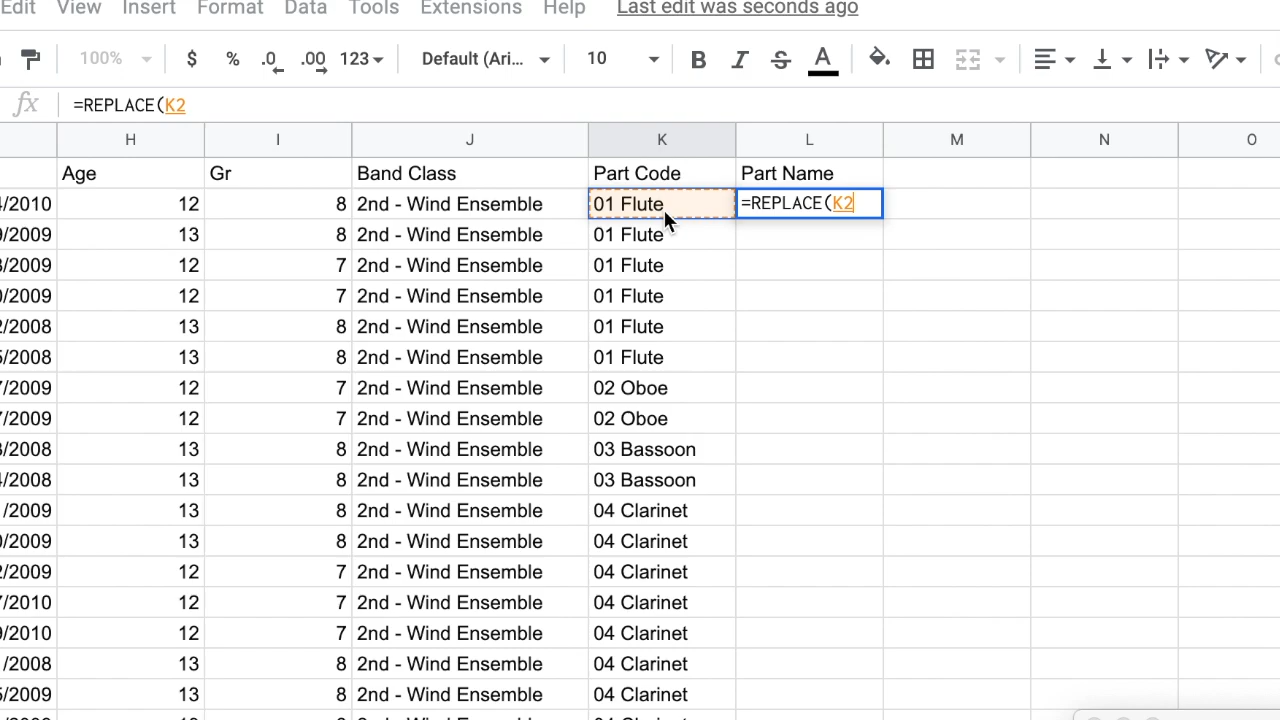 Edit View Insert Format Data Tools Extensions Help Last edit was seconds ago
100% $ % .0 .00 123 Default (Ari... 10 B I S A
fx =REPLACE(K2
H I J K L M N O
Age Gr Band Class Part Code Part Name
/2010 12 8 2nd - Wind Ensemble 01 Flute =REPLACE(K2
/2009 13 8 2nd - Wind Ensemble 01 Flute
/2009 12 7 2nd - Wind Ensemble 01 Flute
/2009 12 7 2nd - Wind Ensemble 01 Flute
/2008 13 8 2nd - Wind Ensemble 01 Flute
/2008 13 8 2nd - Wind Ensemble 01 Flute
/2009 12 7 2nd - Wind Ensemble 02 Oboe
/2009 12 7 2nd - Wind Ensemble 02 Oboe
/2008 13 8 2nd - Wind Ensemble 03 Bassoon
/2008 13 8 2nd - Wind Ensemble 03 Bassoon
/2009 13 8 2nd - Wind Ensemble 04 Clarinet
/2009 13 8 2nd - Wind Ensemble 04 Clarinet
/2009 12 7 2nd - Wind Ensemble 04 Clarinet
/2010 12 7 2nd - Wind Ensemble 04 Clarinet
/2010 12 7 2nd - Wind Ensemble 04 Clarinet
/2008 13 8 2nd - Wind Ensemble 04 Clarinet
/2009 13 8 2nd - Wind Ensemble 04 Clarinet